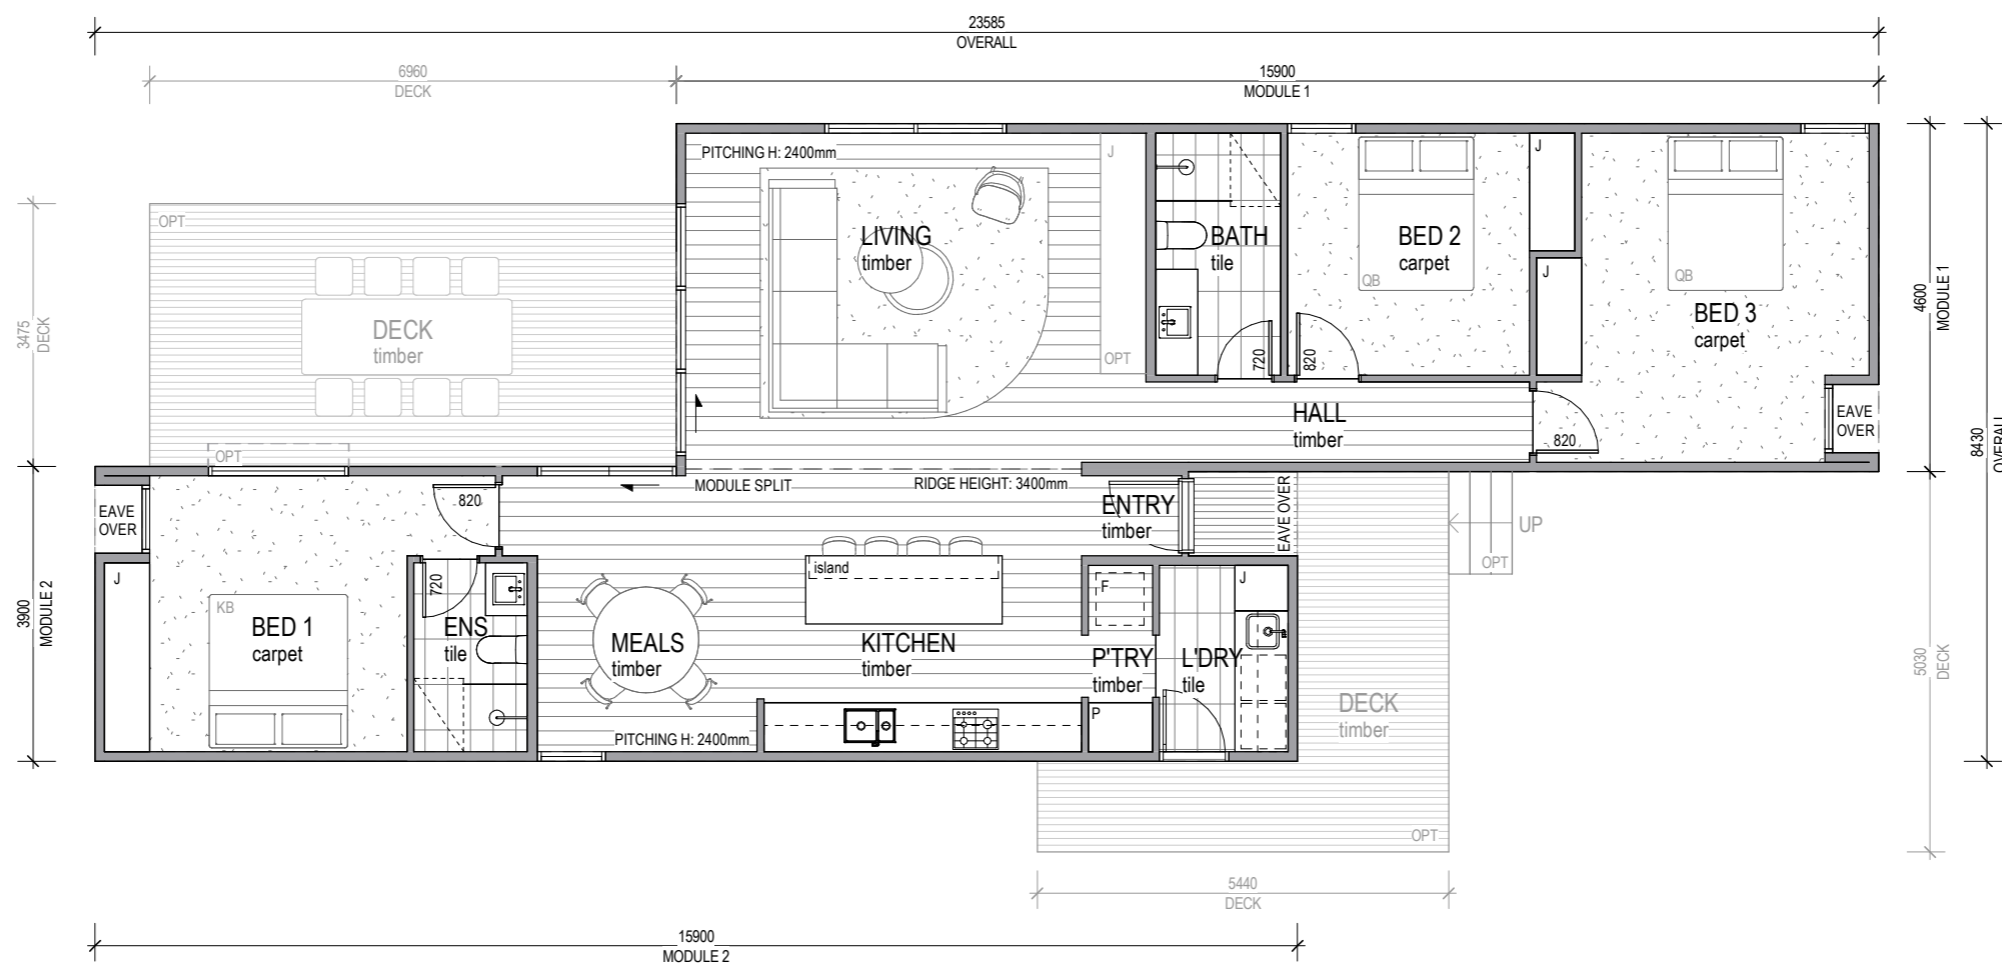 23585
OVERALL
6960
DECK
15900
MODULE 1
PITCHING H: 2400mm
J
J
OPT
LIVING
timber
BATH
tile
BED 2
carpet
QB
J
QB
BED 3
carpet
4600
MODULE 1
8430
OVERALL
3475
DECK
DECK
timber
OPT
720
820
HALL
timber
820
EAVE
OVER
OPT
820
MODULE SPLIT
RIDGE HEIGHT: 3400mm
ENTRY
timber
EAVE OVER
UP
OPT
EAVE
OVER
J
3900
MODULE 2
720
island
F
J
KB
BED 1
carpet
ENS
tile
MEALS
timber
KITCHEN
timber
P'TRY
timber
L'DRY
tile
5030
DECK
DECK
timber
P
PITCHING H: 2400mm
OPT
5440
DECK
15900
MODULE 2